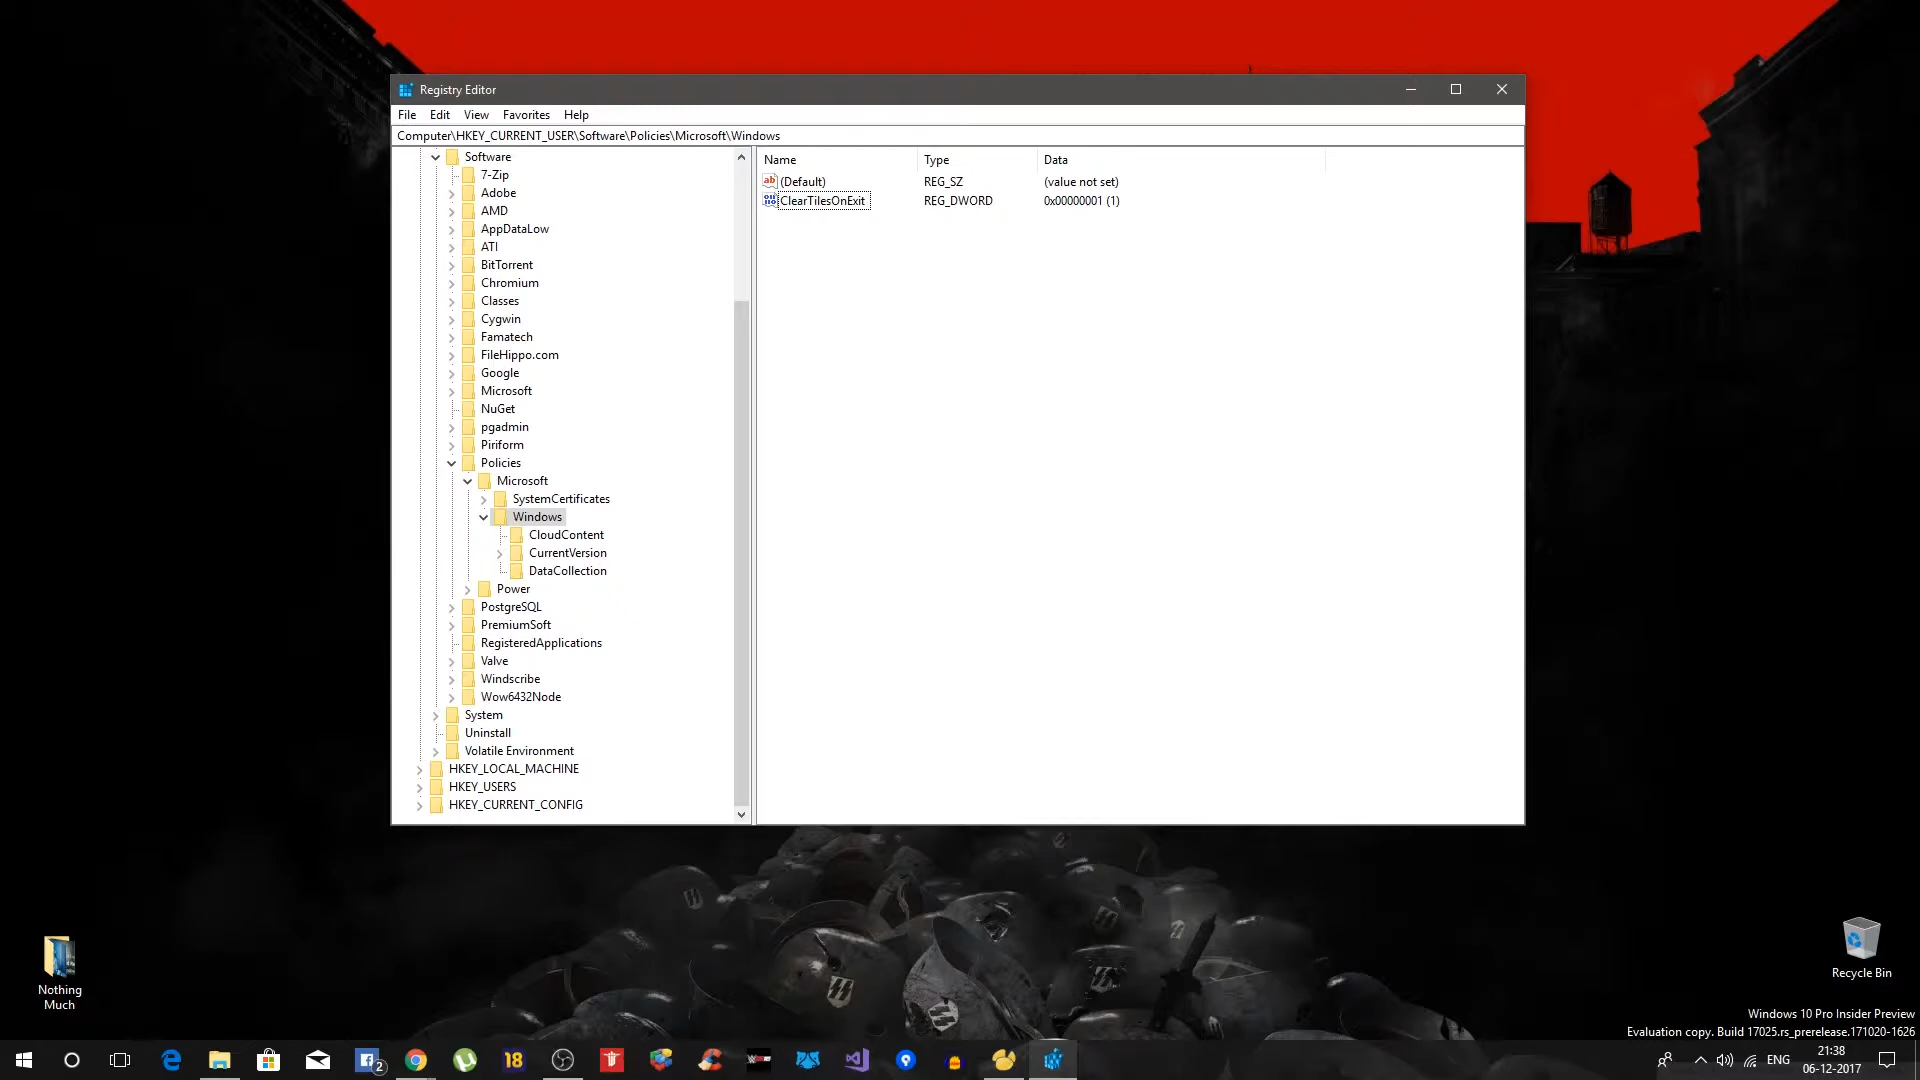 Registry Editor
File Edit View Favorites Help
Computer\HKEY_CURRENT_USER\Software\Policies\Microsoft\Windows
Software
7-Zip
Adobe
AMD
AppDataLow
ATI
BitTorrent
Chromium
Classes
Cygwin
Famatech
FileHippo.com
Google
Microsoft
NuGet
pgadmin
Piriform
Policies
Microsoft
SystemCertificates
Windows
CloudContent
CurrentVersion
DataCollection
Power
PostgreSQL
PremiumSoft
RegisteredApplications
Valve
Windscribe
Wow6432Node
System
Uninstall
Volatile Environment
HKEY_LOCAL_MACHINE
HKEY_USERS
HKEY_CURRENT_CONFIG
Name Type Data
(Default) REG_SZ (value not set)
ClearTilesOnExit REG_DWORD 0x00000001 (1)
Nothing
Much
Recycle Bin
Windows 10 Pro Insider Preview
Evaluation copy. Build 17025.rs_prerelease.171020-1626
2
18
ENG
21:38
06-12-2017